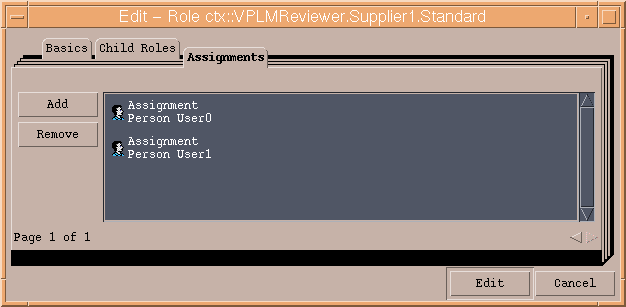 Edit – Role ctx::VPLMReviewer.Supplier1.Standard
Basics Child Roles Assignments
Add
Remove
Assignment
Person User0
Assignment
Person User1
Page 1 of 1
Edit Cancel